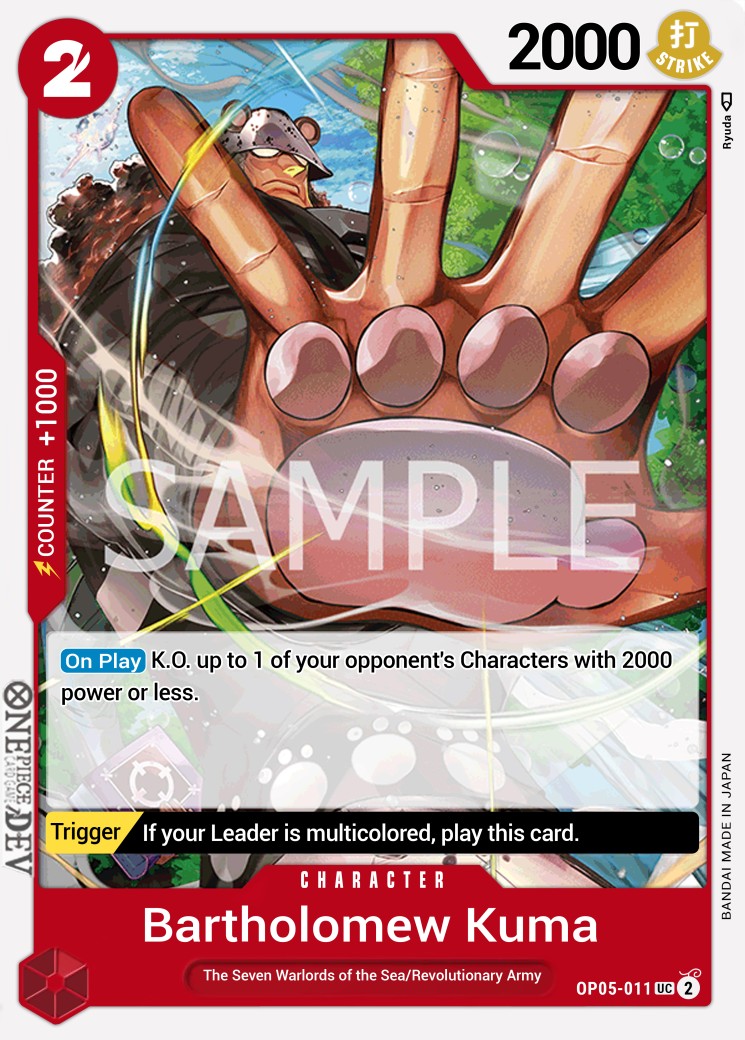 2
2000
打
STRIKE
Ryuda
COUNTER +1000
SAMPLE
On Play K.O. up to 1 of your opponent's Characters with 2000
power or less.
Trigger If your Leader is multicolored, play this card.
ONE PIECE
CARD GAME
.DEV
BANDAI MADE IN JAPAN
CHARACTER
Bartholomew Kuma
The Seven Warlords of the Sea/Revolutionary Army
OP05-011 UC 2